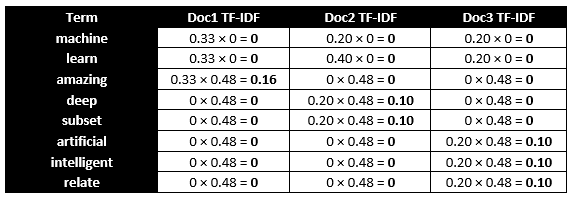 Term Doc1 TF-IDF Doc2 TF-IDF Doc3 TF-IDF
machine 0.33 × 0 = 0 0.20 × 0 = 0 0.20 × 0 = 0
learn 0.33 × 0 = 0 0.40 × 0 = 0 0.20 × 0 = 0
amazing 0.33 × 0.48 = 0.16 0 × 0.48 = 0 0 × 0.48 = 0
deep 0 × 0.48 = 0 0.20 × 0.48 = 0.10 0 × 0.48 = 0
subset 0 × 0.48 = 0 0.20 × 0.48 = 0.10 0 × 0.48 = 0
artificial 0 × 0.48 = 0 0 × 0.48 = 0 0.20 × 0.48 = 0.10
intelligent 0 × 0.48 = 0 0 × 0.48 = 0 0.20 × 0.48 = 0.10
relate 0 × 0.48 = 0 0 × 0.48 = 0 0.20 × 0.48 = 0.10